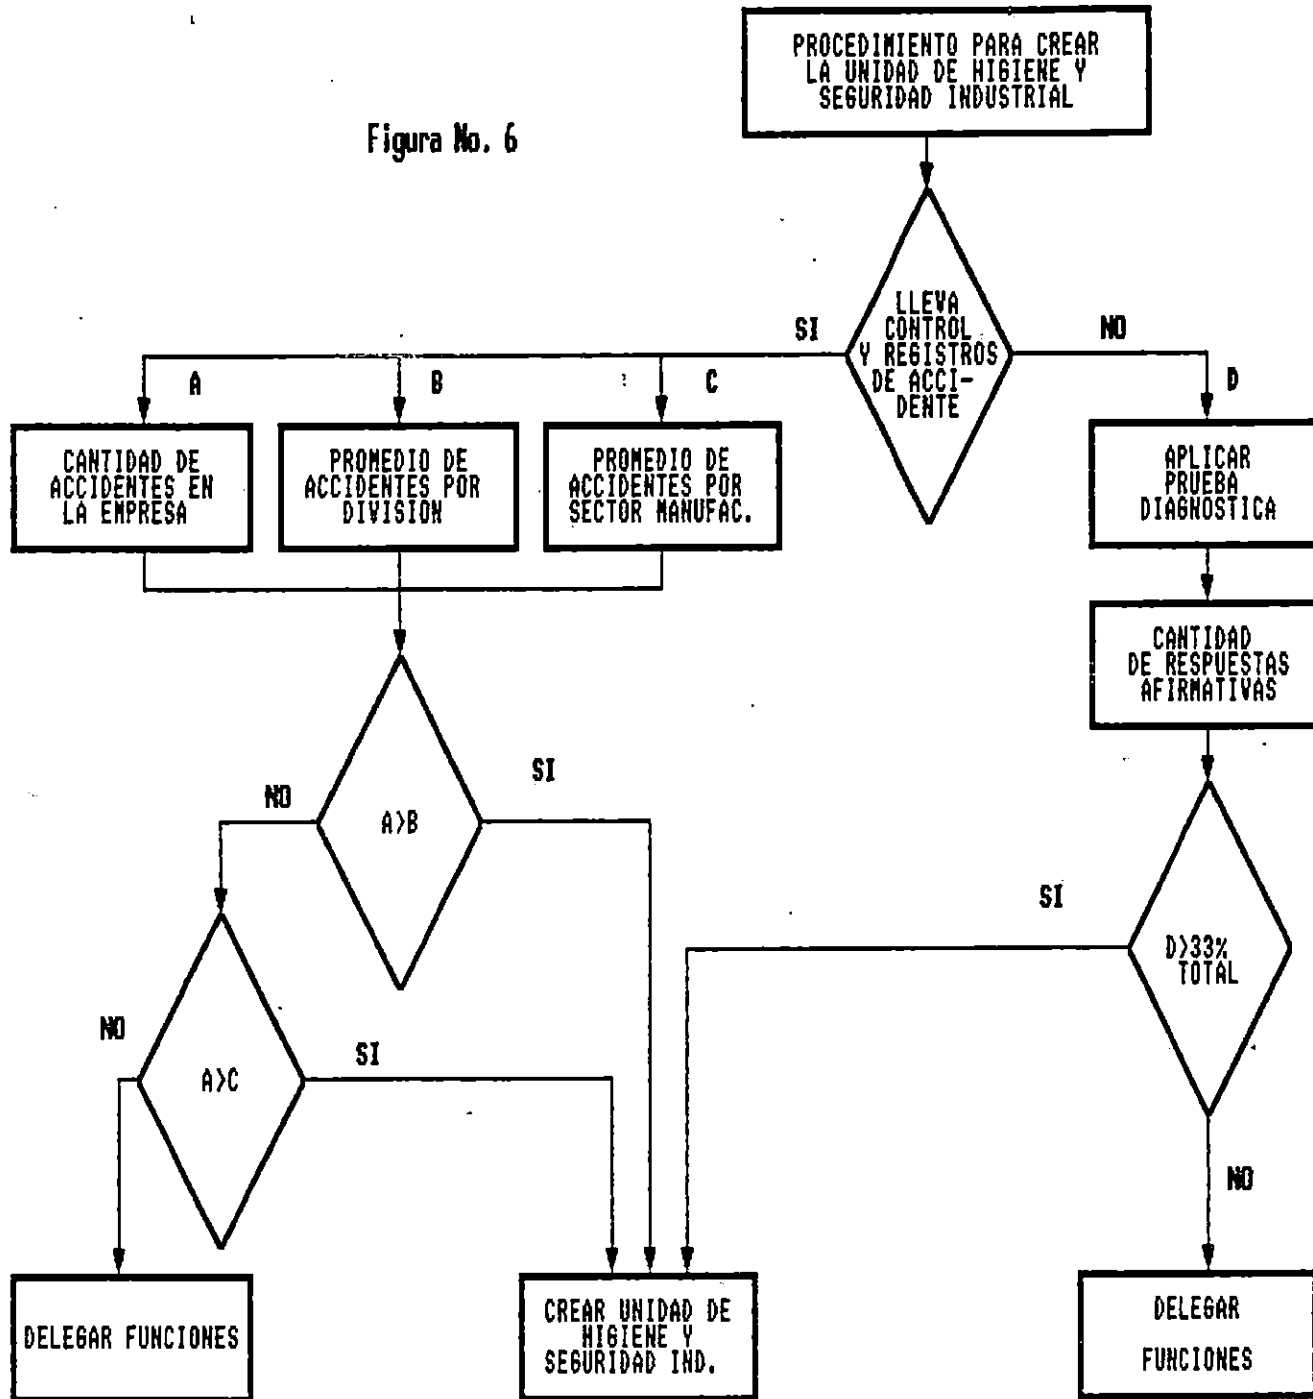 PROCEDIMIENTO PARA CREAR
LA UNIDAD DE HIGIENE Y
SEGURIDAD INDUSTRIAL
Figura No. 6
LLEVA
CONTROL
Y REGISTROS
DE ACCI-
DENTE
SI
NO
A
B
C
D
CANTIDAD DE
ACCIDENTES EN
LA EMPRESA
PROMEDIO DE
ACCIDENTES POR
DIVISION
PROMEDIO DE
ACCIDENTES POR
SECTOR MANUFAC.
APLICAR
PRUEBA
DIAGNOSTICA
CANTIDAD
DE RESPUESTAS
AFIRMATIVAS
NO
A>B
SI
SI
D>33%
TOTAL
NO
A>C
SI
NO
DELEGAR FUNCIONES
CREAR UNIDAD DE
HIGIENE Y
SEGURIDAD IND.
DELEGAR
FUNCIONES